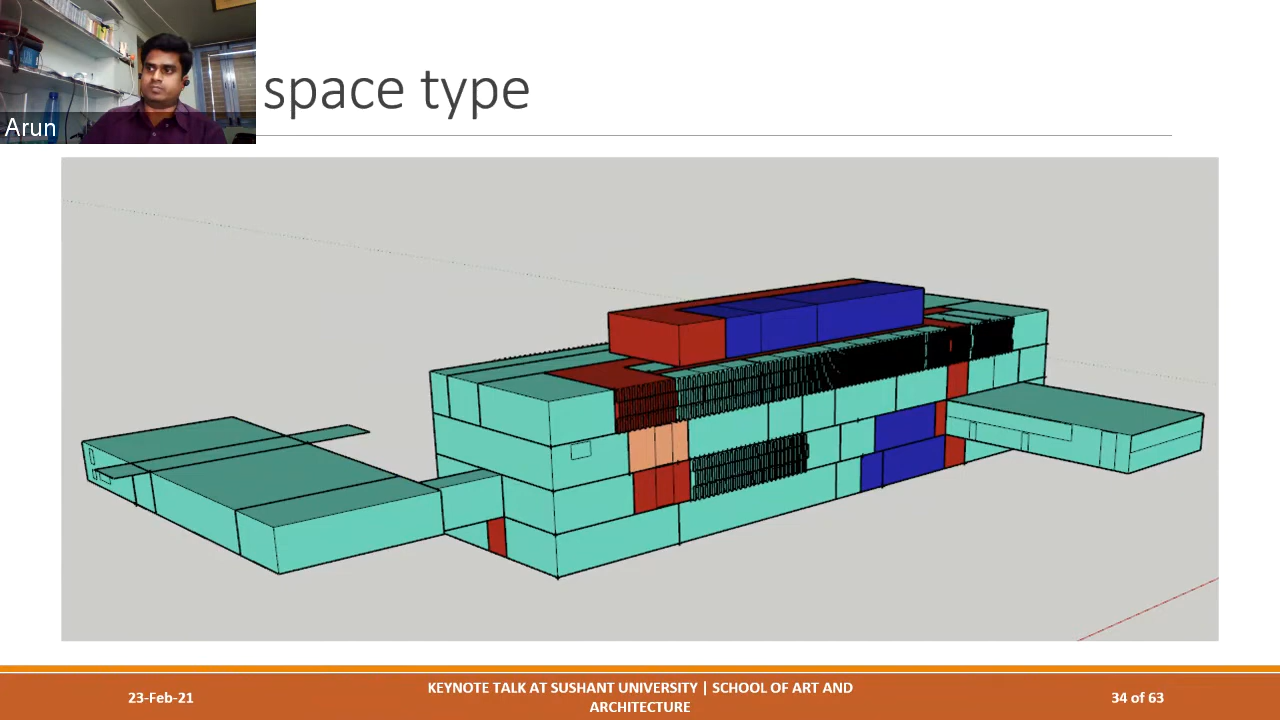 space type
Arun
23-Feb-21
KEYNOTE TALK AT SUSHANT UNIVERSITY | SCHOOL OF ART AND
ARCHITECTURE
34 of 63